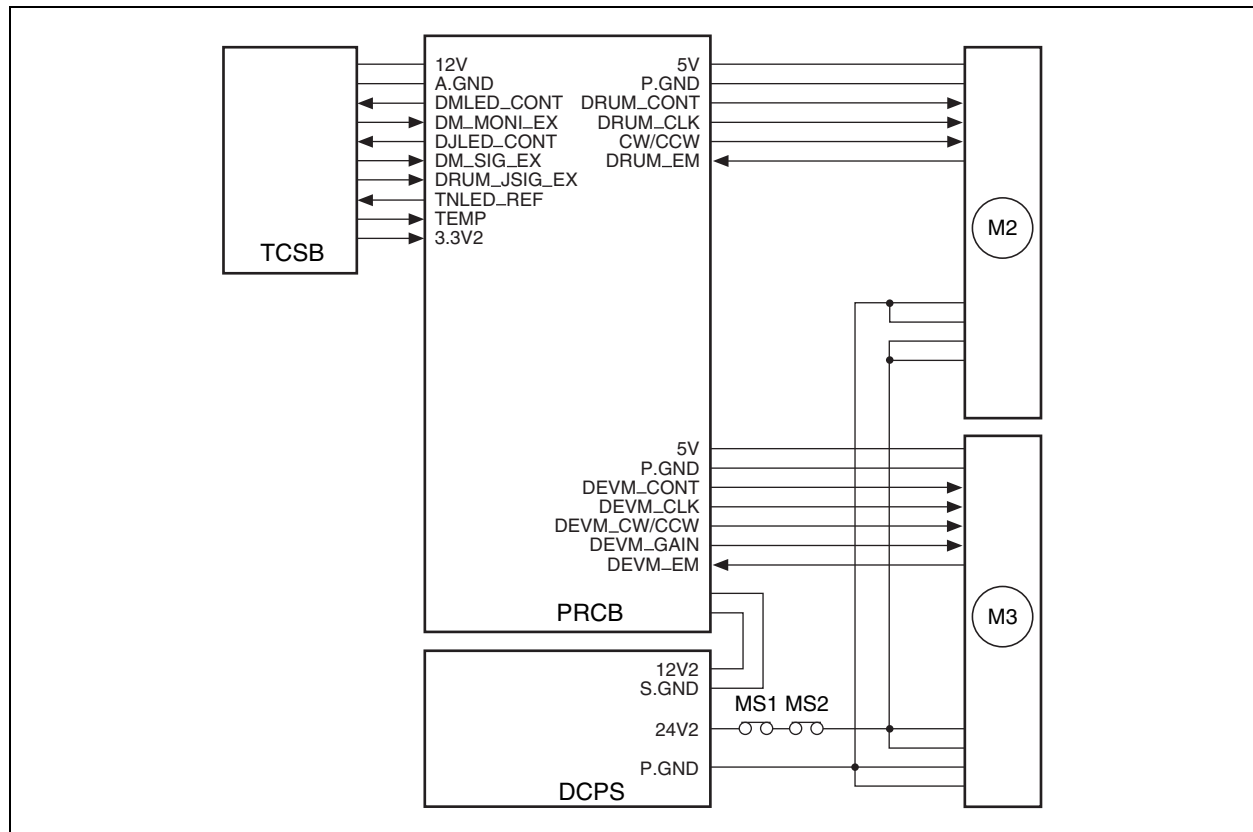 12V
A.GND
DMLED_CONT
DM_MONI_EX
DJLED_CONT
DM_SIG_EX
DRUM_JSIG_EX
TNLED_REF
TEMP
3.3V2
TCSB
5V
P.GND
DRUM_CONT
DRUM_CLK
CW/CCW
DRUM_EM
M2
5V
P.GND
DEVM_CONT
DEVM_CLK
DEVM_CW/CCW
DEVM_GAIN
DEVM_EM
PRCB
M3
12V2
S.GND
MS1 MS2
24V2
P.GND
DCPS